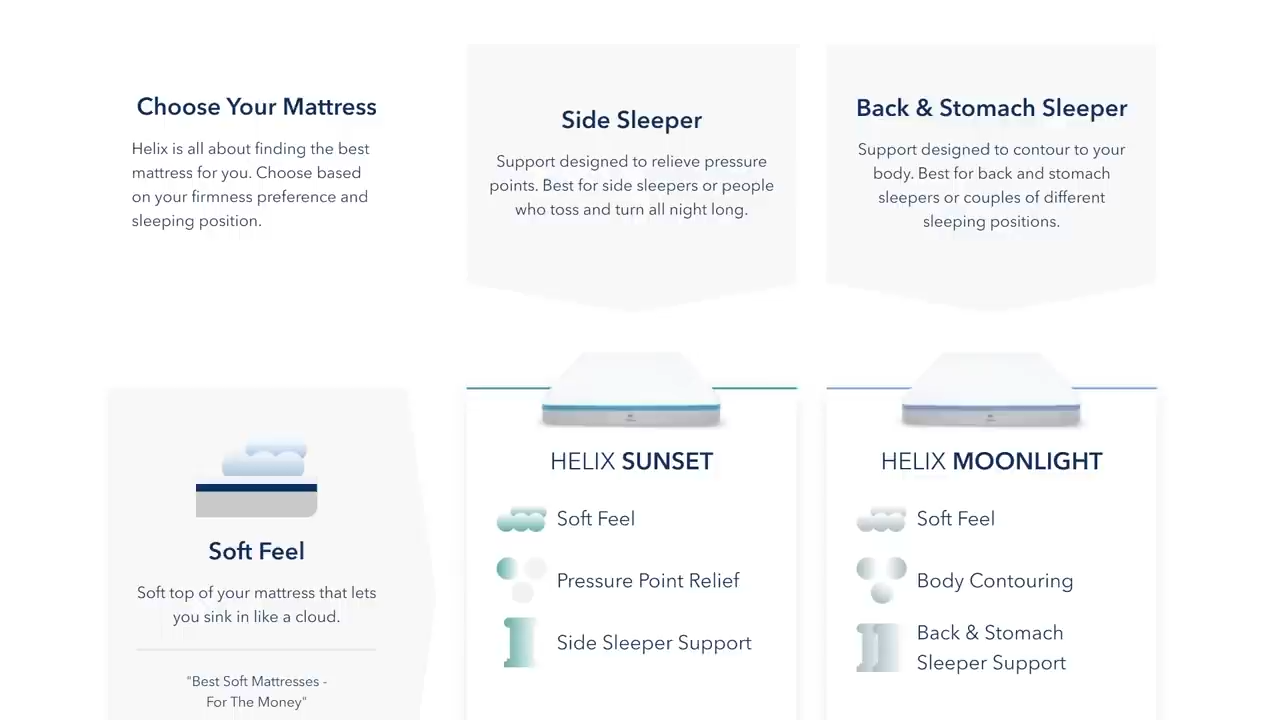 Choose Your Mattress
Helix is all about finding the best
mattress for you. Choose based
on your firmness preference and
sleeping position.
Side Sleeper
Support designed to relieve pressure
points. Best for side sleepers or people
who toss and turn all night long.
Back & Stomach Sleeper
Support designed to contour to your
body. Best for back and stomach
sleepers or couples of different
sleeping positions.
Soft Feel
Soft top of your mattress that lets
you sink in like a cloud.
"Best Soft Mattresses -
For The Money"
HELIX SUNSET
Soft Feel
Pressure Point Relief
Side Sleeper Support
HELIX MOONLIGHT
Soft Feel
Body Contouring
Back & Stomach
Sleeper Support